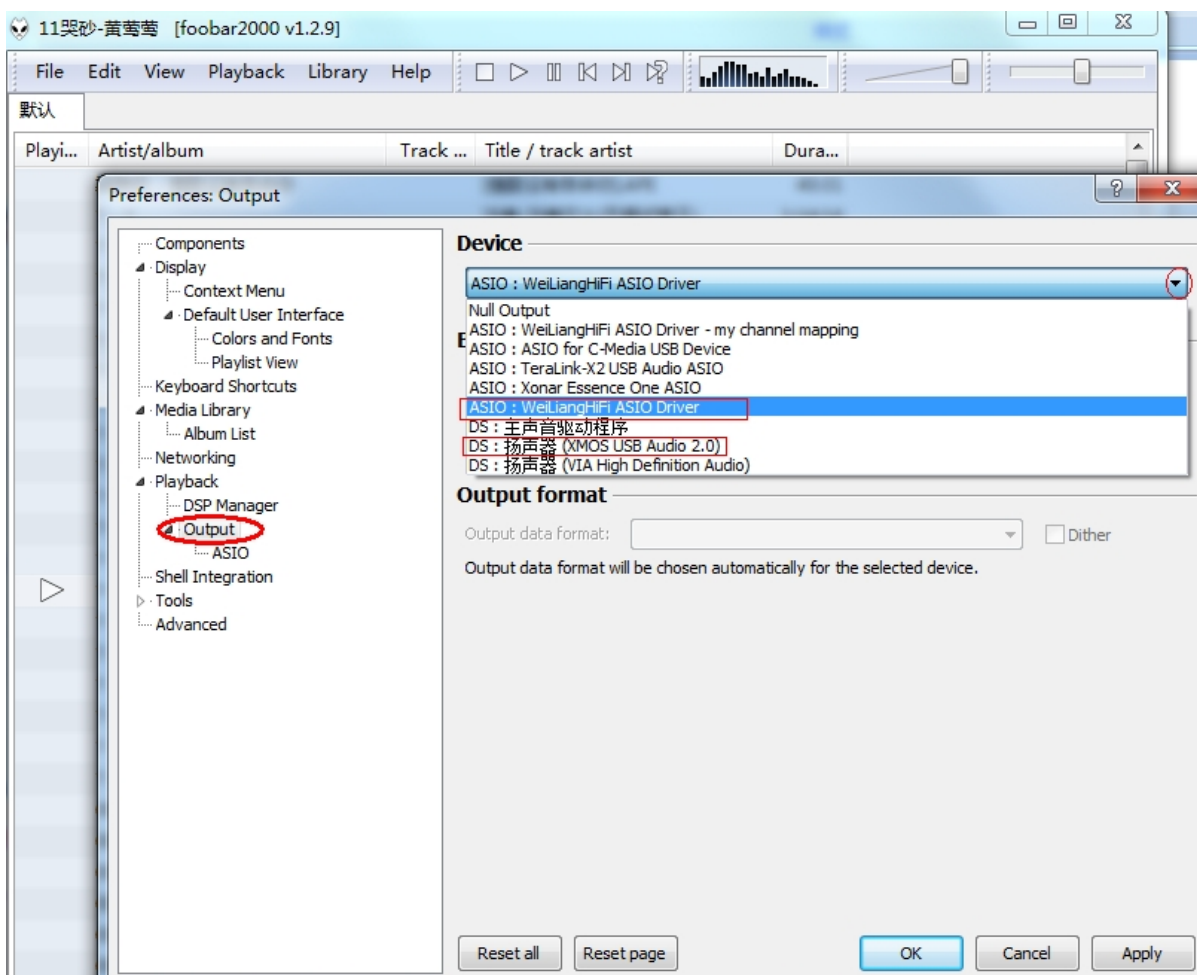 11哭砂-黄莺莺 [foobar2000 v1.2.9]
File Edit View Playback Library Help
默认
Playi... Artist/album Track ... Title / track artist Dura...
Preferences: Output
Components
Display
Context Menu
Default User Interface
Colors and Fonts
Playlist View
Keyboard Shortcuts
Media Library
Album List
Networking
Playback
DSP Manager
Output
ASIO
Shell Integration
Tools
Advanced
Device
ASIO : WeiLiangHiFi ASIO Driver
Null Output
ASIO : WeiLiangHiFi ASIO Driver - my channel mapping
ASIO : ASIO for C-Media USB Device
ASIO : TeraLink-X2 USB Audio ASIO
ASIO : Xonar Essence One ASIO
ASIO : WeiLiangHiFi ASIO Driver
DS : 主声音驱动程序
DS : 扬声器 (XMOS USB Audio 2.0)
DS : 扬声器 (VIA High Definition Audio)
Output format
Output data format: Dither
Output data format will be chosen automatically for the selected device.
Reset all Reset page OK Cancel Apply